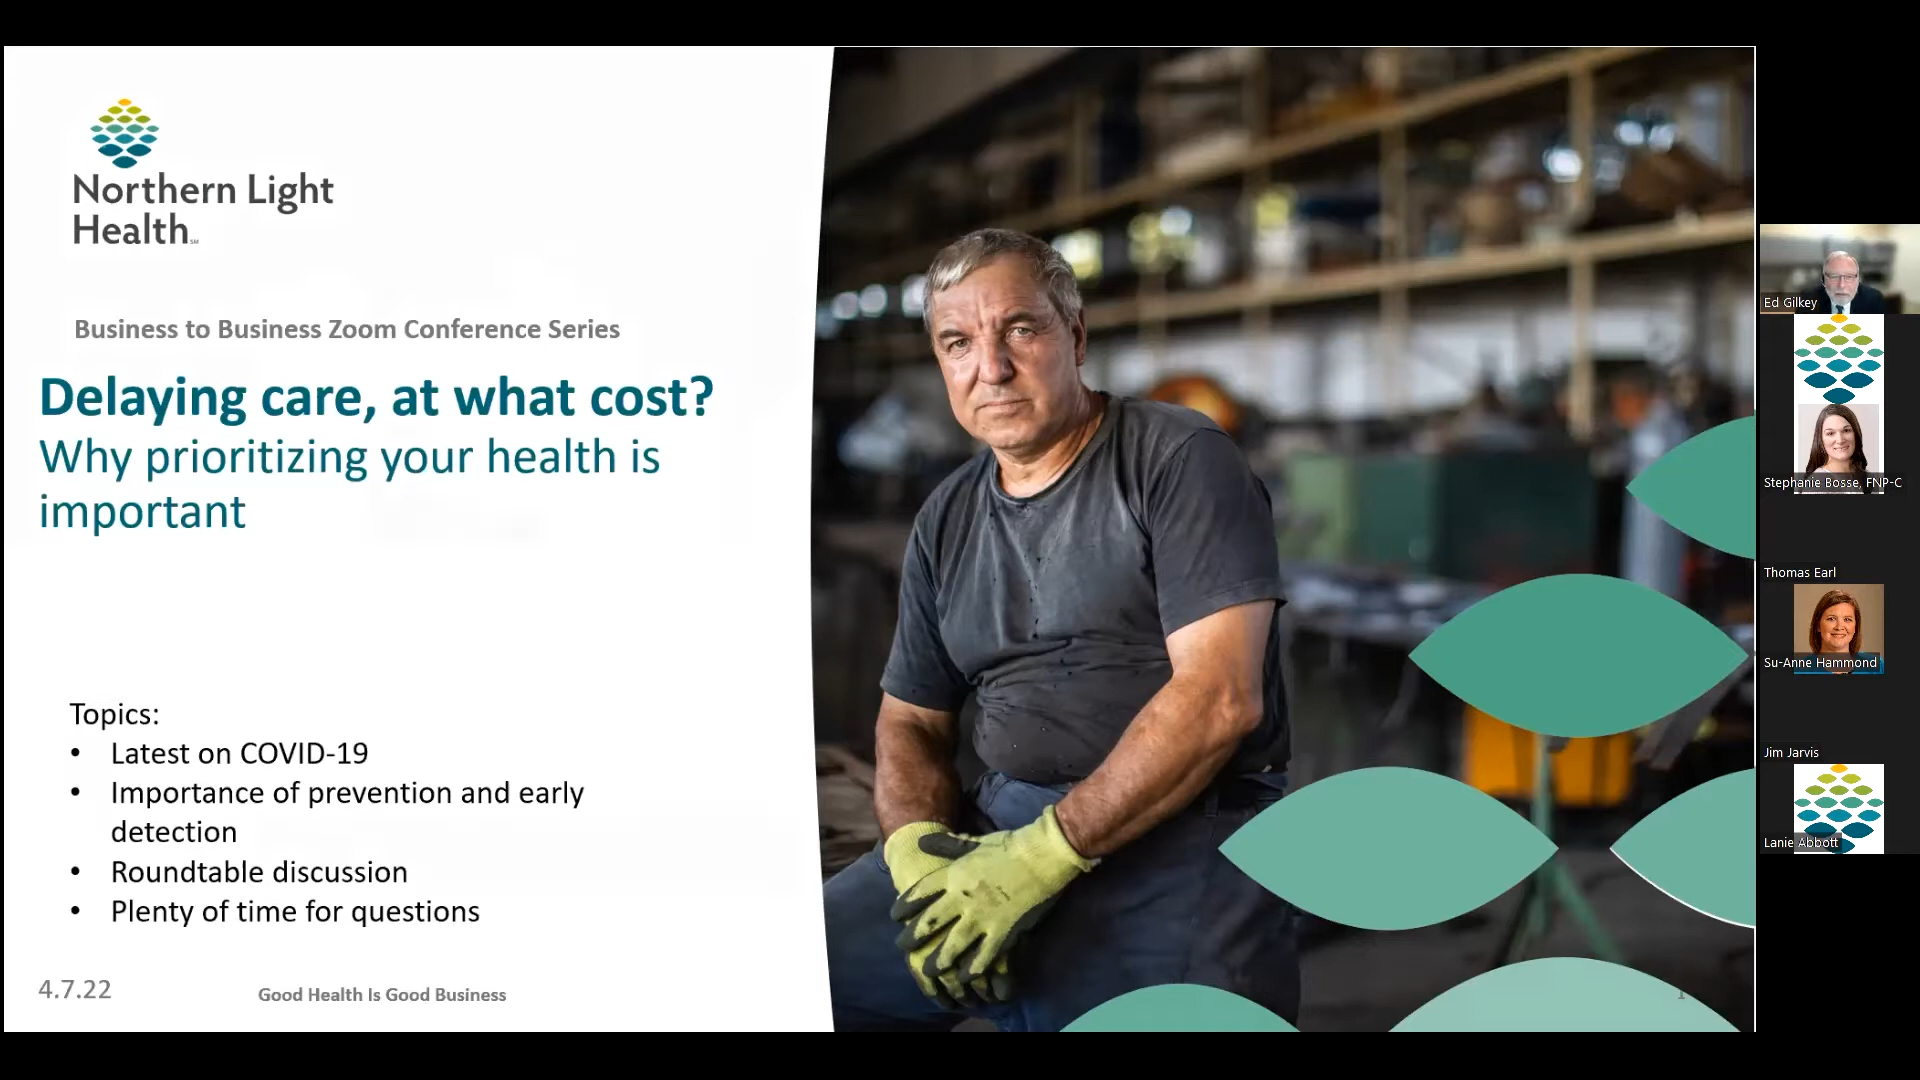 Northern Light
Health
SM
Business to Business Zoom Conference Series
Delaying care, at what cost?
Why prioritizing your health is
important
Topics:
• Latest on COVID-19
• Importance of prevention and early
detection
• Roundtable discussion
• Plenty of time for questions
4.7.22
Good Health Is Good Business
1
Ed Gilkey
Stephanie Bosse, FNP-C
Thomas Earl
Su-Anne Hammond
Jim Jarvis
Lanie Abbott